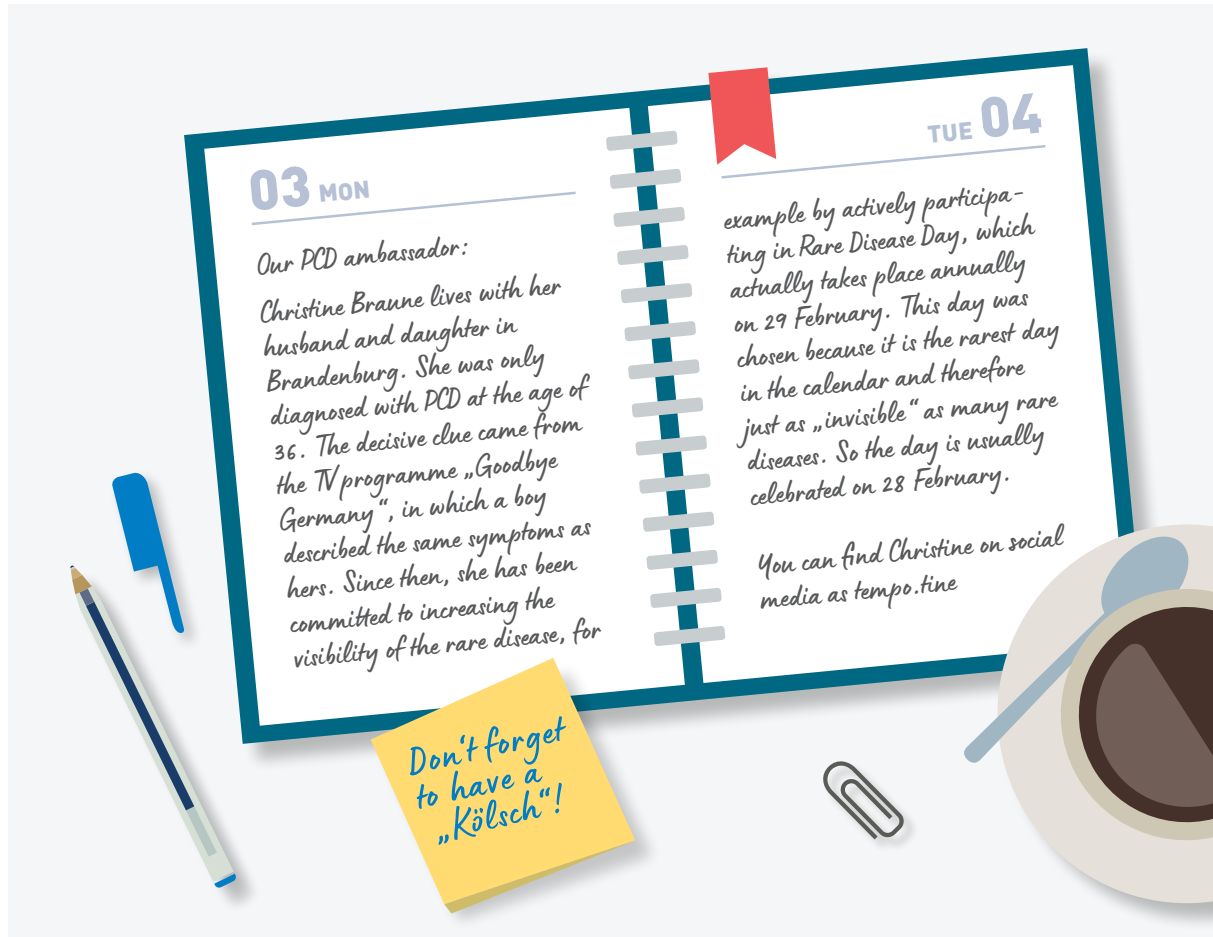 03 MON
Our PCD ambassador:
Christine Braune lives with her
husband and daughter in
Brandenburg. She was only
diagnosed with PCD at the age of
36. The decisive clue came from
the TV programme „Goodbye
Germany“, in which a boy
described the same symptoms as
hers. Since then, she has been
committed to increasing the
visibility of the rare disease, for
TUE 04
example by actively participa-
ting in Rare Disease Day, which
actually takes place annually
on 29 February. This day was
chosen because it is the rarest day
in the calendar and therefore
just as „invisible“ as many rare
diseases. So the day is usually
celebrated on 28 February.
You can find Christine on social
media as tempo.tine
Don‘t forget
to have a
„Kölsch“!